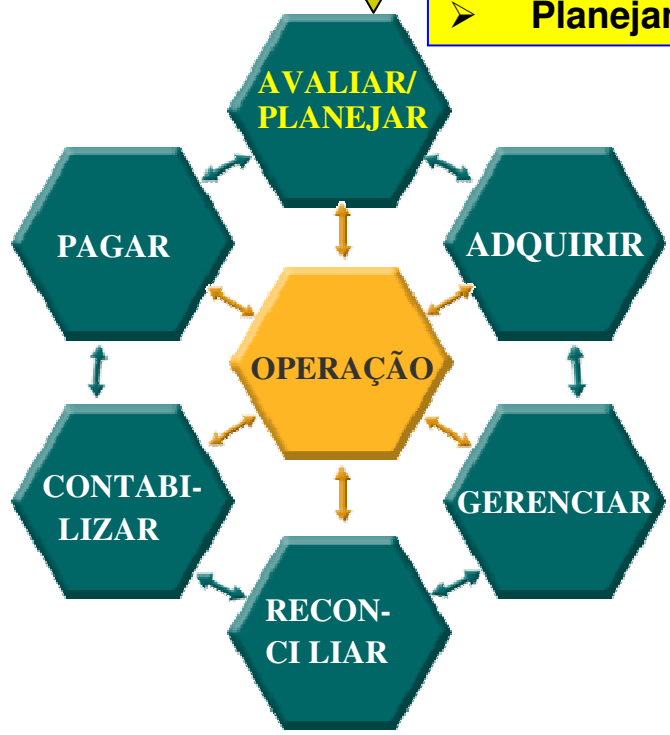 ➢ Planejar
AVALIAR/
PLANEJAR
PAGAR
ADQUIRIR
OPERAÇÃO
CONTABI-
LIZAR
GERENCIAR
RECON-
CI LIAR